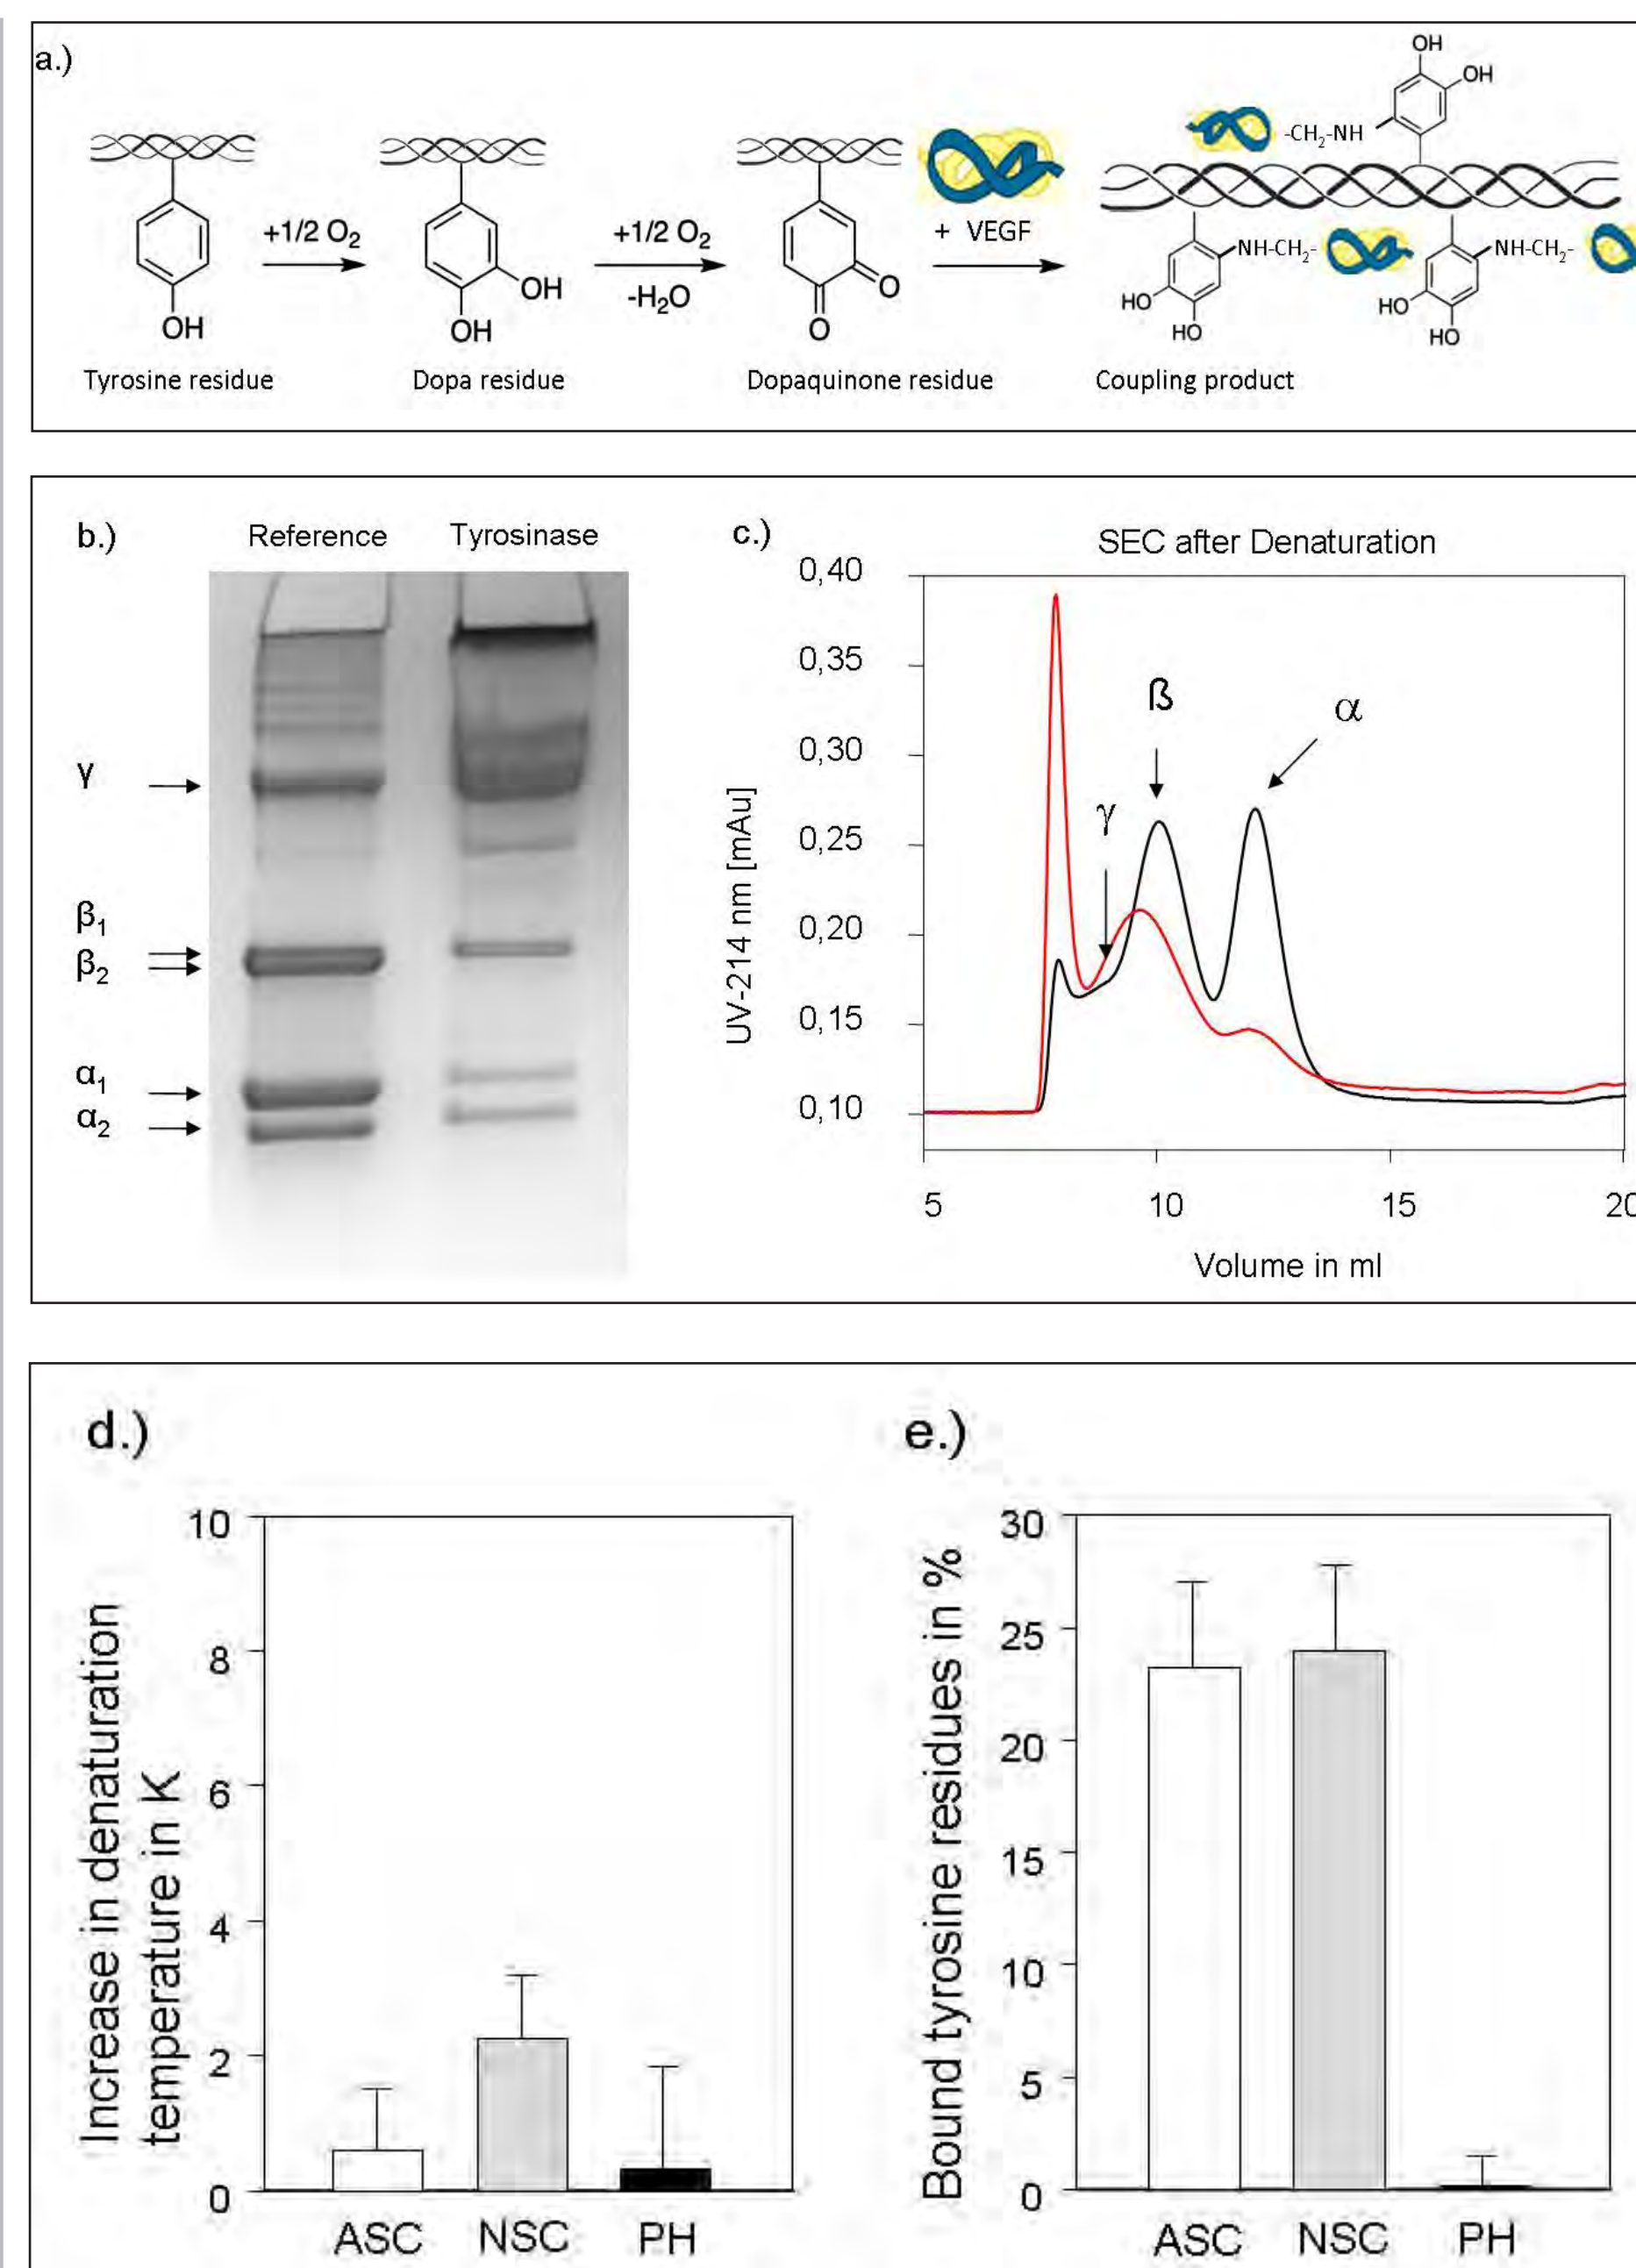 a.)
OH
OH
-CH2-NH
+1/2 O2
+1/2 O2
-H2O
+ VEGF
OH
OH
OH
O
O
NH-CH2-
HO
HO
NH-CH2-
HO
HO
Tyrosine residue
Dopa residue
Dopaquinone residue
Coupling product
b.)
Reference
Tyrosinase
γ
β1
β2
α1
α2
c.)
SEC after Denaturation
0,40
0,35
0,30
0,25
0,20
0,15
0,10
UV-214 nm [mAu]
γ
ß
α
5
10
15
20
Volume in ml
d.)
Increase in denaturation
temperature in K
10
8
6
4
2
0
ASC
NSC
PH
e.)
Bound tyrosine residues in %
30
25
20
15
10
5
0
ASC
NSC
PH